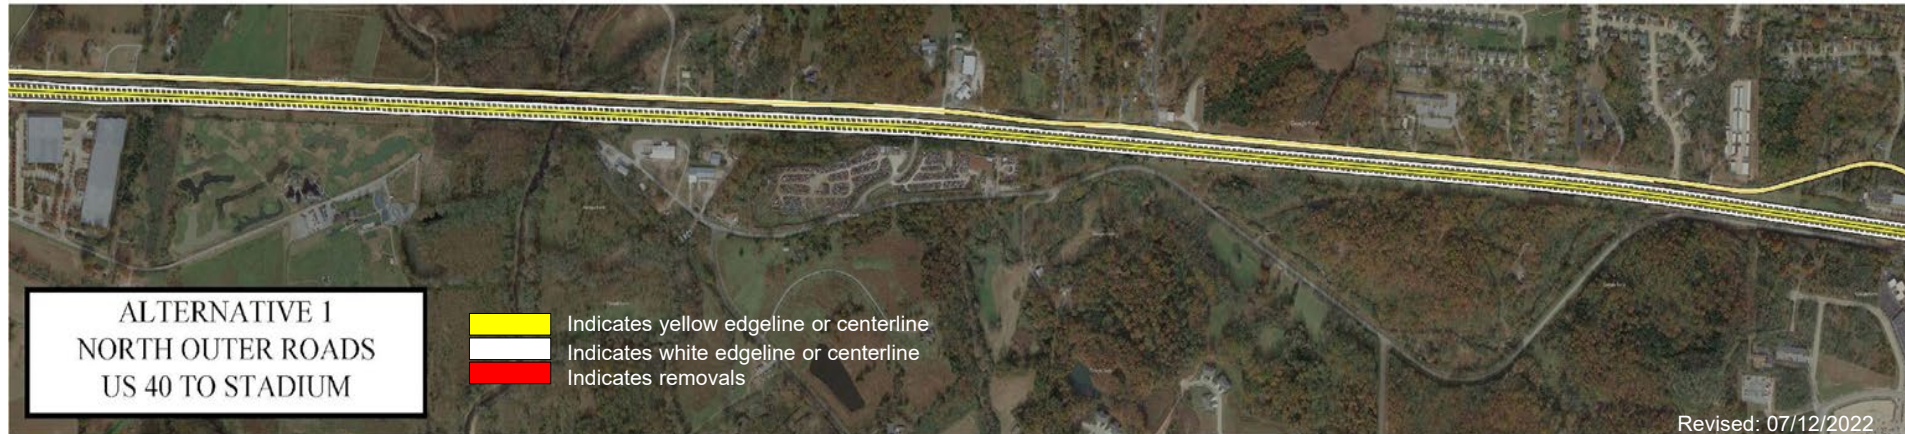 ALTERNATIVE 1
NORTH OUTER ROADS
US 40 TO STADIUM
Indicates yellow edgeline or centerline
Indicates white edgeline or centerline
Indicates removals
Revised: 07/12/2022